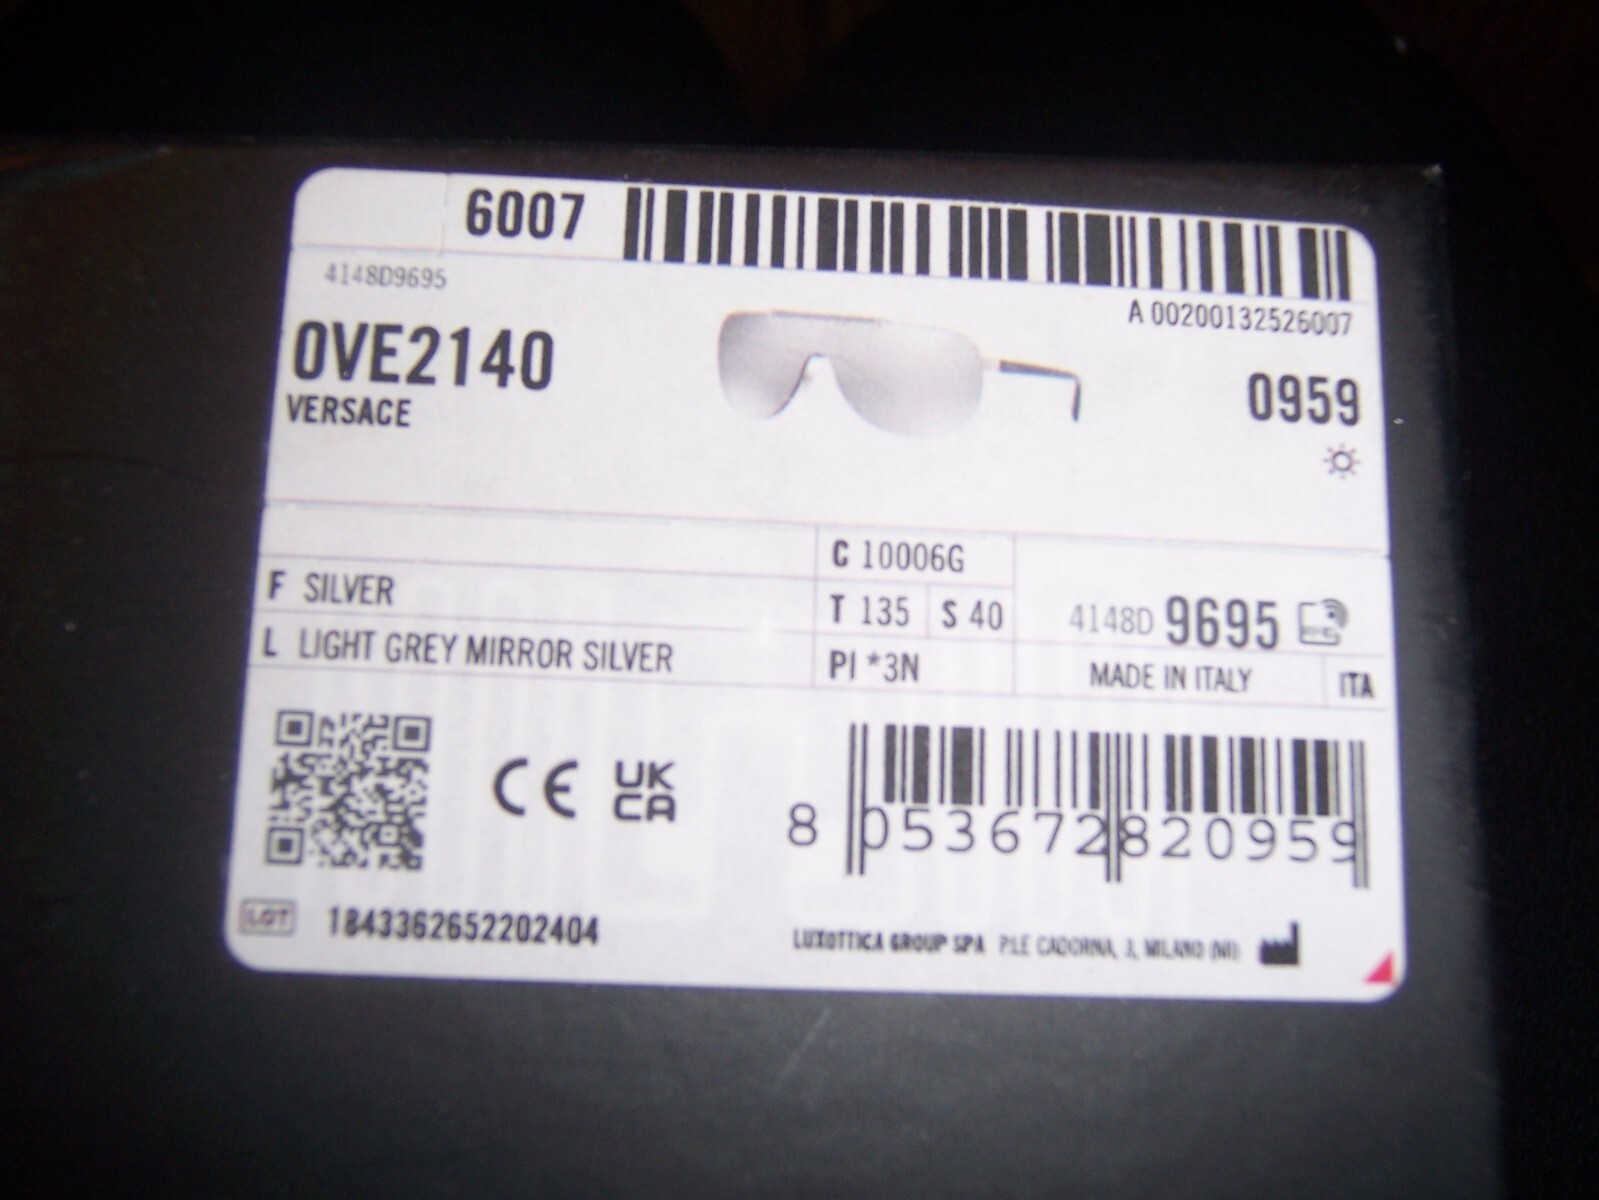 6007
4148D9695
A 00200132526007
0VE2140
VERSACE
0959
C 10006G
F SILVER
T 135 S 40
4148D 9695
L LIGHT GREY MIRROR SILVER
PI *3N
MADE IN ITALY
ITA
CE
UK
CA
8 053672 820959
LOT 1843362652202404
LUXOTTICA GROUP SPA P.LE CADORNA, 3, MILANO (MI)